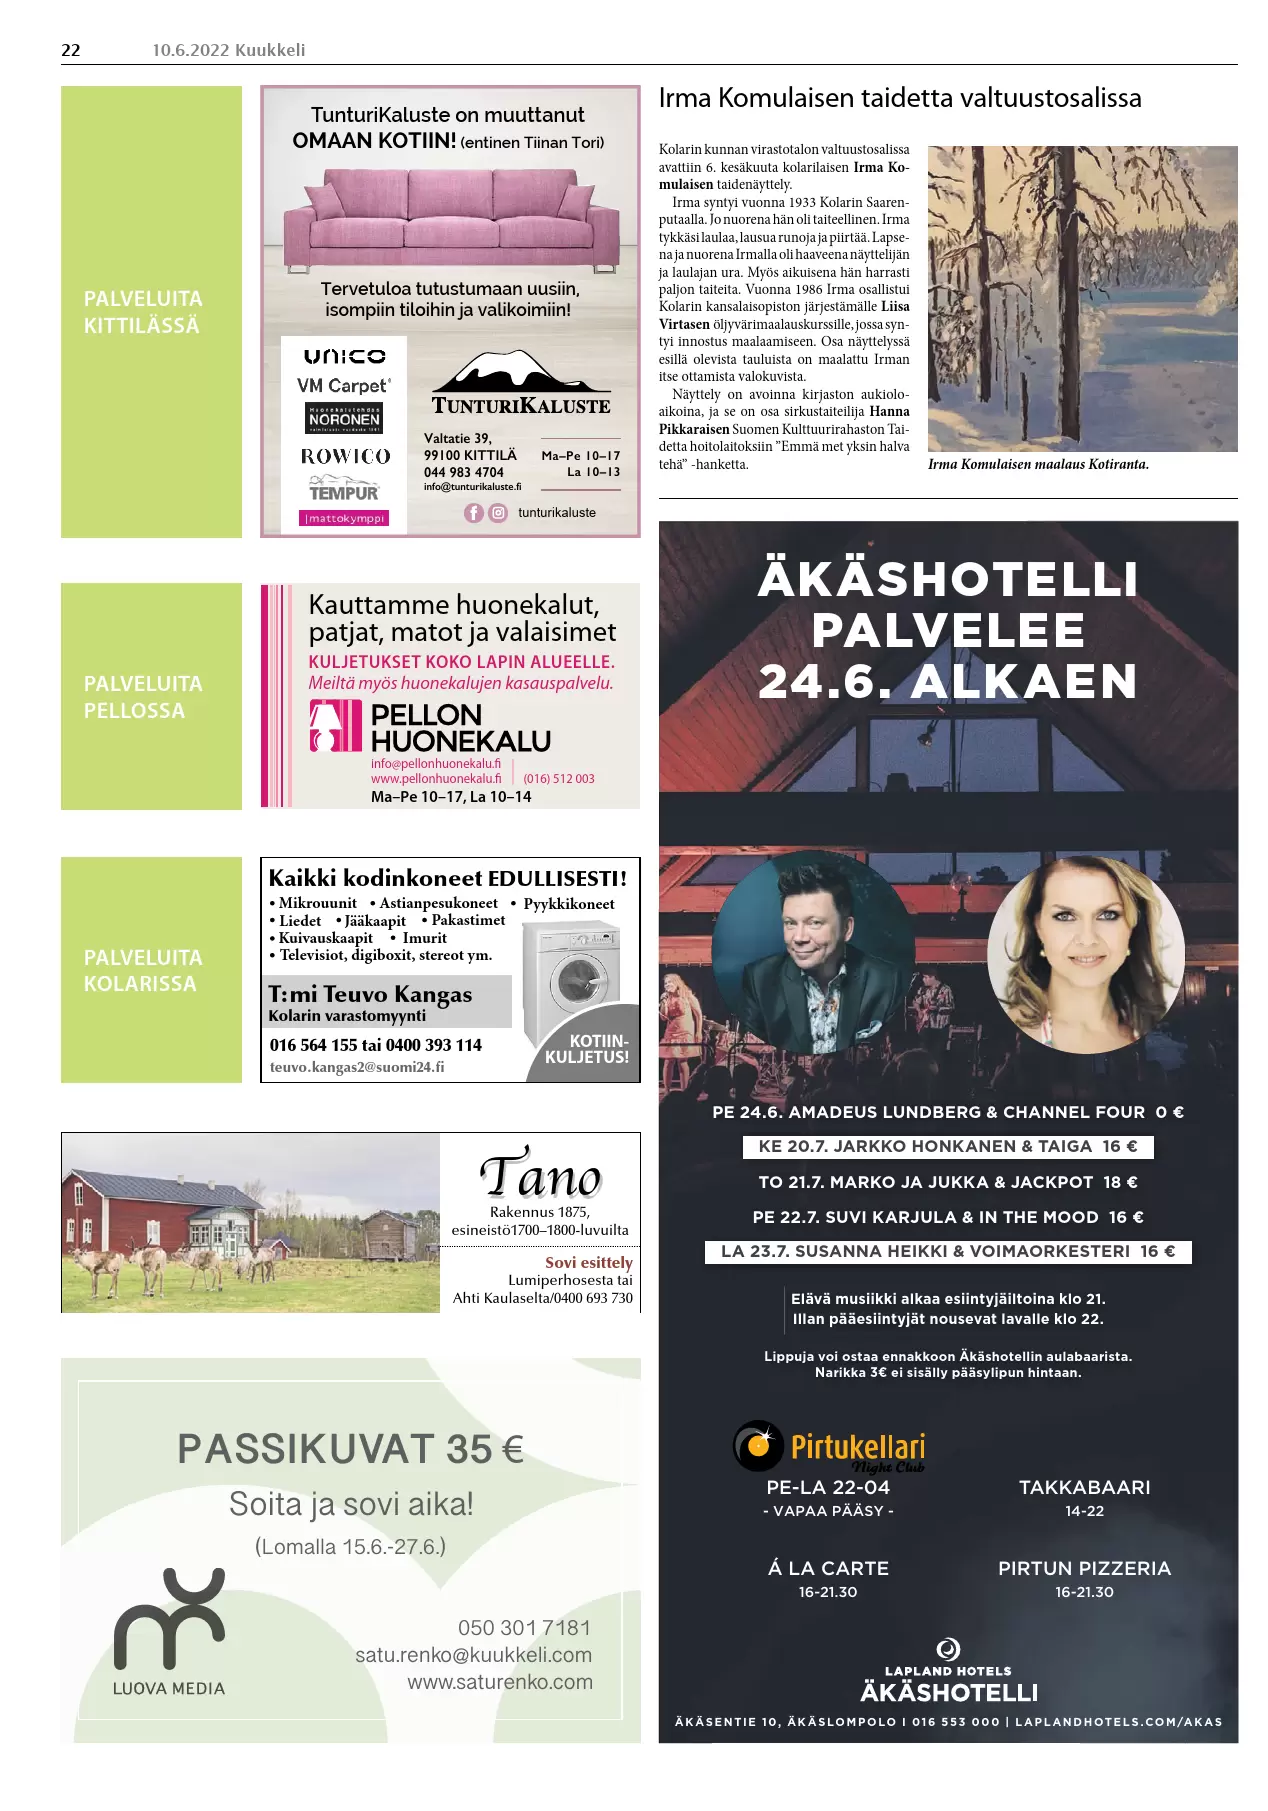 22 10.6.2022 Kuukkeli
PALVELUITA
KITTILÄSSÄ
TunturiKaluste on muuttanut
OMAAN KOTIIN! (entinen Tiinan Tori)
Tervetuloa tutustumaan uusiin,
isompiin tiloihin ja valikoimiin!
UNICO
VM Carpet®
Huonekalutehdas
NORONEN
ROWICO
TEMPUR®
|mattokymppi
TUNTURIKALUSTE
Valtatie 39,
99100 KITTILÄ
044 983 4704
info@tunturikaluste.fi
Ma–Pe 10–17
La 10–13
tunturikaluste
Irma Komulaisen taidetta valtuustosalissa
Kolarin kunnan virastotalon valtuustosalissa
avattiin 6. kesäkuuta kolarilaisen Irma Ko-
mulaisen taidenäyttely.
Irma syntyi vuonna 1933 Kolarin Saaren-
putaalla. Jo nuorena hän oli taiteellinen. Irma
tykkäsi laulaa, lausua runoja ja piirtää. Lapse-
na ja nuorena Irmalla oli haaveena näyttelijän
ja laulajan ura. Myös aikuisena hän harrasti
paljon taiteita. Vuonna 1986 Irma osallistui
Kolarin kansalaisopiston järjestämälle Liisa
Virtasen öljyvärimaalauskurssille, jossa syn-
tyi innostus maalaamiseen. Osa näyttelyssä
esillä olevista tauluista on maalattu Irman
itse ottamista valokuvista.
Näyttely on avoinna kirjaston aukiolo-
aikoina, ja se on osa sirkustaiteilija Hanna
Pikkaraisen Suomen Kulttuurirahaston Tai-
detta hoitolaitoksiin ”Emmä met yksin halva
tehä” -hanketta.
Irma Komulaisen maalaus Kotiranta.
PALVELUITA
PELLOSSA
Kauttamme huonekalut,
patjat, matot ja valaisimet
KULJETUKSET KOKO LAPIN ALUEELLE.
Meiltä myös huonekalujen kasauspalvelu.
PELLON
HUONEKALU
info@pellonhuonekalu.fi
www.pellonhuonekalu.fi (016) 512 003
Ma–Pe 10–17, La 10–14
PALVELUITA
KOLARISSA
Kaikki kodinkoneet EDULLISESTI!
• Mikrouunit • Astianpesukoneet • Pyykkikoneet
• Liedet • Jääkaapit • Pakastimet
• Kuivauskaapit • Imurit
• Televisiot, digiboxit, stereot ym.
T:mi Teuvo Kangas
Kolarin varastomyynti
016 564 155 tai 0400 393 114
teuvo.kangas2@suomi24.fi
KOTIIN-
KULJETUS!
Tano
Rakennus 1875,
esineistö1700–1800-luvuilta
Sovi esittely
Lumiperhosesta tai
Ahti Kaulaselta/0400 693 730
PASSIKUVAT 35 €
Soita ja sovi aika!
(Lomalla 15.6.-27.6.)
LUOVA MEDIA
050 301 7181
satu.renko@kuukkeli.com
www.saturenko.com
ÄKÄSHOTELLI
PALVELEE
24.6. ALKAEN
PE 24.6. AMADEUS LUNDBERG & CHANNEL FOUR 0 €
KE 20.7. JARKKO HONKANEN & TAIGA 16 €
TO 21.7. MARKO JA JUKKA & JACKPOT 18 €
PE 22.7. SUVI KARJULA & IN THE MOOD 16 €
LA 23.7. SUSANNA HEIKKI & VOIMAORKESTERI 16 €
Elävä musiikki alkaa esiintyjäiltoina klo 21.
Illan pääesiintyjät nousevat lavalle klo 22.
Lippuja voi ostaa ennakkoon Äkäshotellin aulabaarista.
Narikka 3€ ei sisälly pääsylipun hintaan.
Pirtukellari
Night Club
PE-LA 22-04
- VAPAA PÄÄSY -
TAKKABAARI
14-22
Á LA CARTE
16-21.30
PIRTUN PIZZERIA
16-21.30
LAPLAND HOTELS
ÄKÄSHOTELLI
ÄKÄSENTIE 10, ÄKÄSLOMPOLO I 016 553 000 | LAPLANDHOTELS.COM/AKAS